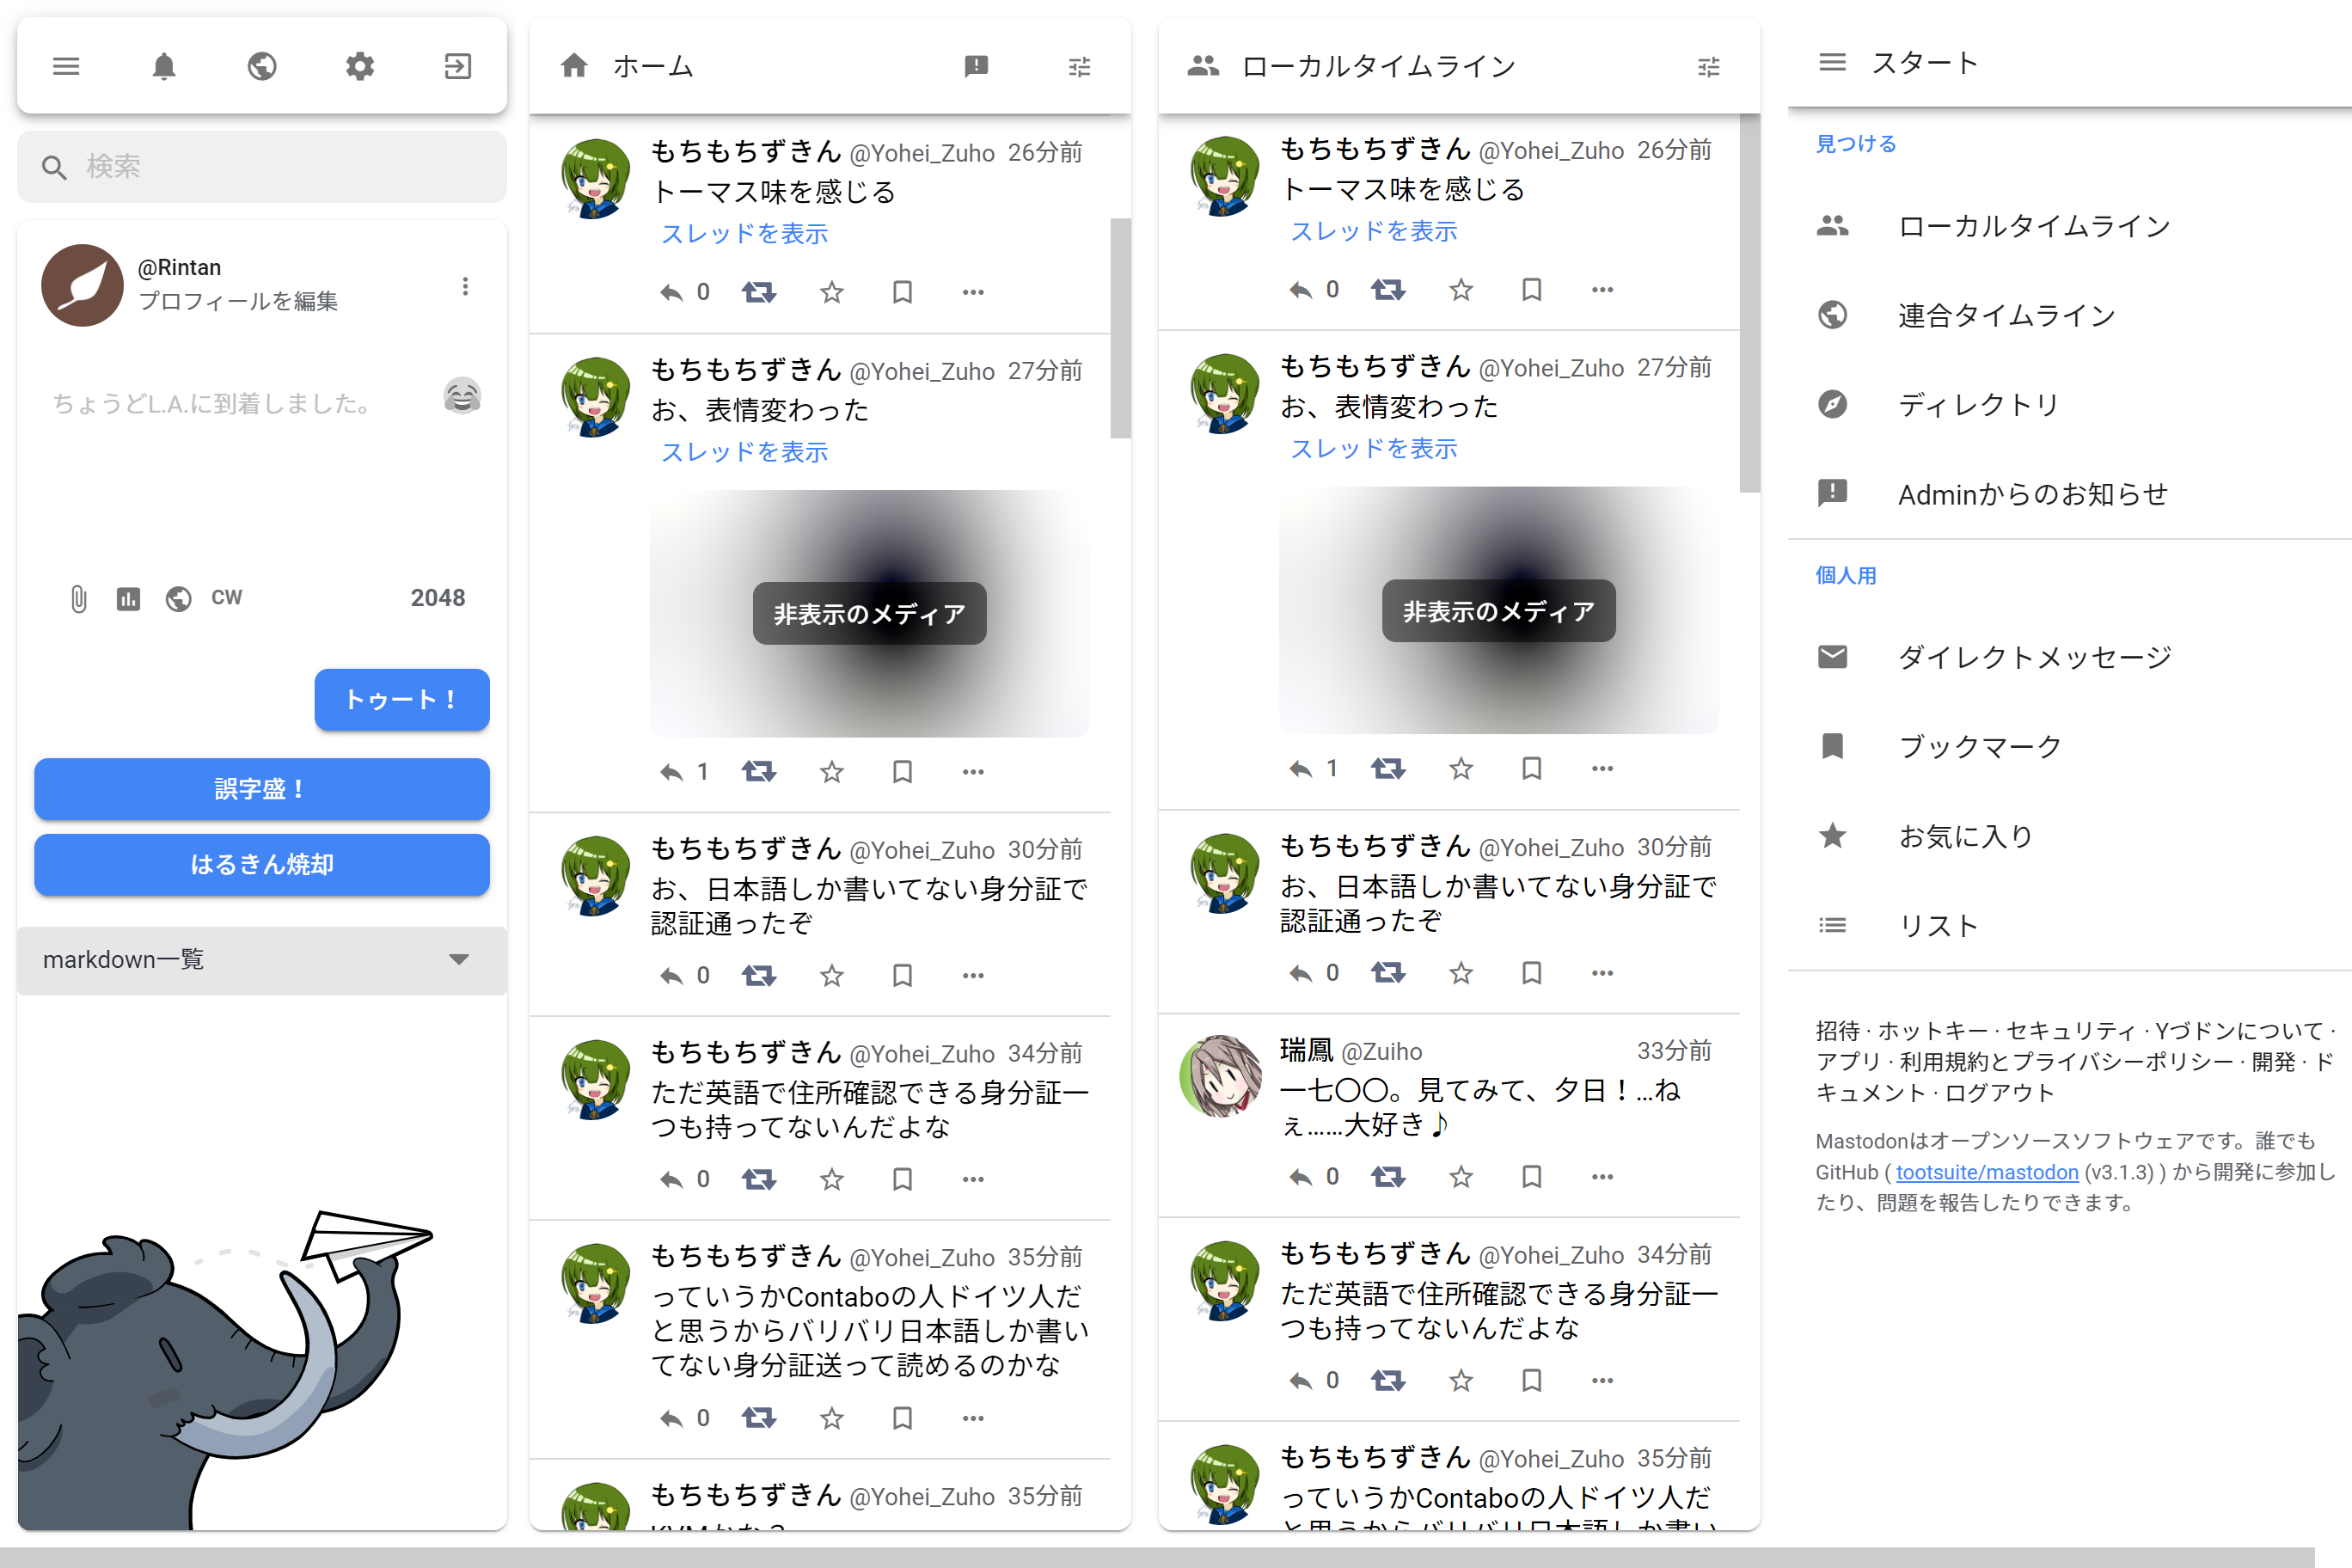 検索
@Rintan
プロフィールを編集
ちょうどL.A.に到着しました。
CW
2048
トゥート！
誤字盛！
はるきん焼却
markdown一覧
ホーム
もちもちずきん @Yohei_Zuho 26分前
トーマス味を感じる
スレッドを表示
0
もちもちずきん @Yohei_Zuho 27分前
お、表情変わった
スレッドを表示
非表示のメディア
1
もちもちずきん @Yohei_Zuho 30分前
お、日本語しか書いてない身分証で
認証通ったぞ
0
もちもちずきん @Yohei_Zuho 34分前
ただ英語で住所確認できる身分証一
つも持ってないんだよな
0
もちもちずきん @Yohei_Zuho 35分前
っていうかContaboの人ドイツ人だ
と思うからバリバリ日本語しか書い
てない身分証送って読めるのかな
0
もちもちずきん @Yohei_Zuho 35分前
ローカルタイムライン
もちもちずきん @Yohei_Zuho 26分前
トーマス味を感じる
スレッドを表示
0
もちもちずきん @Yohei_Zuho 27分前
お、表情変わった
スレッドを表示
非表示のメディア
1
もちもちずきん @Yohei_Zuho 30分前
お、日本語しか書いてない身分証で
認証通ったぞ
0
瑞鳳 @Zuiho 33分前
一七〇〇。見てみて、夕日！…ね
ぇ……大好き♪
0
もちもちずきん @Yohei_Zuho 34分前
ただ英語で住所確認できる身分証一
つも持ってないんだよな
0
もちもちずきん @Yohei_Zuho 35分前
っていうかContaboの人ドイツ人だ
と思うからバリバリ日本語しか書い
スタート
見つける
ローカルタイムライン
連合タイムライン
ディレクトリ
Adminからのお知らせ
個人用
ダイレクトメッセージ
ブックマーク
お気に入り
リスト
招待 · ホットキー · セキュリティ · Yづドンについて ·
アプリ · 利用規約とプライバシーポリシー · 開発 · ド
キュメント · ログアウト
Mastodonはオープンソースソフトウェアです。誰でも
GitHub ( tootsuite/mastodon (v3.1.3) ) から開発に参加し
たり、問題を報告したりできます。